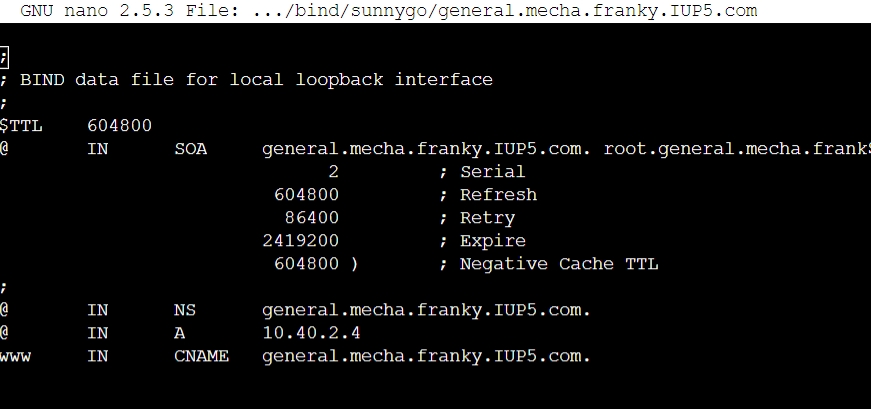 GNU nano 2.5.3 File: .../bind/sunnygo/general.mecha.franky.IUP5.com
;
; BIND data file for local loopback interface
;
$TTL 604800
@ IN SOA general.mecha.franky.IUP5.com. root.general.mecha.frank$
2 ; Serial
604800 ; Refresh
86400 ; Retry
2419200 ; Expire
604800 ) ; Negative Cache TTL
;
@ IN NS general.mecha.franky.IUP5.com.
@ IN A 10.40.2.4
www IN CNAME general.mecha.franky.IUP5.com.